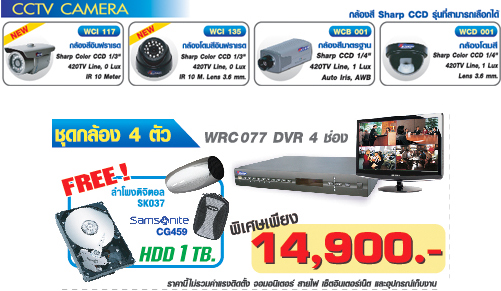 CCTV CAMERA
กล้องสี Sharp CCD รุ่นที่สามารถเลือกได้
NEW
WCI 117
กล้องสีอินฟราเรด
Sharp Color CCD 1/3"
420TV Line, 0 Lux
IR 10 Meter
NEW
WCI 135
กล้องโดมสีอินฟราเรด
Sharp Color CCD 1/3"
420TV Line, 0 Lux
IR 10 M. Lens 3.6 mm.
WCB 001
กล้องสีมาตรฐาน
Sharp CCD 1/4"
420TV Line, 1 Lux
Auto Iris, AWB
WCD 001
กล้องโดมสี
Sharp CCD 1/4"
420TV Line, 1 Lux
Lens 3.6 mm.
ชุดกล้อง 4 ตัว
WRC077 DVR 4 ช่อง
FREE!
ลำโพงดิจิตอล
SK037
Samsonite
CG459
HDD 1 TB.
พิเศษเพียง
14,900.-
ราคานี้ไม่รวมค่าแรงติดตั้ง จอมอนิเตอร์ สายไฟ เซ็ตอินเตอร์เน็ต และอุปกรณ์เก็บงาน